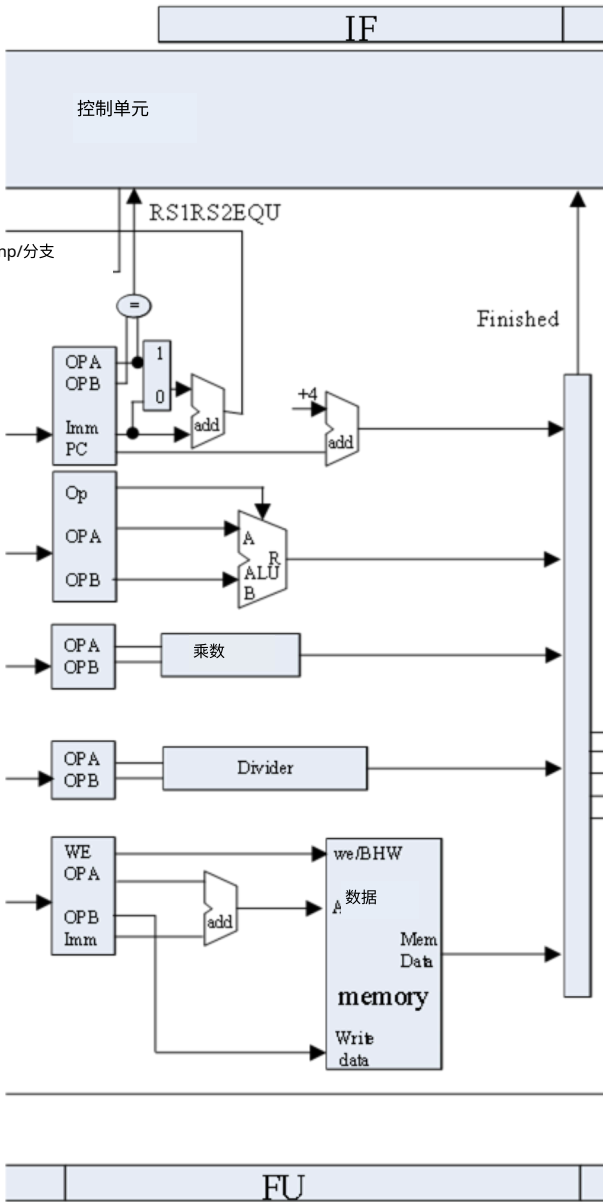 IF
控制单元
RS1RS2EQU
mp/分支
=
Finished
OPA
OPB
1
0
Imm
PC
add
+4
add
Op
OPA
OPB
A
R
ALU
B
OPA
OPB
乘数
OPA
OPB
Divider
WE
OPA
OPB
Imm
add
we/BHW
A
数据
Mem
Data
memory
Write
data
FU